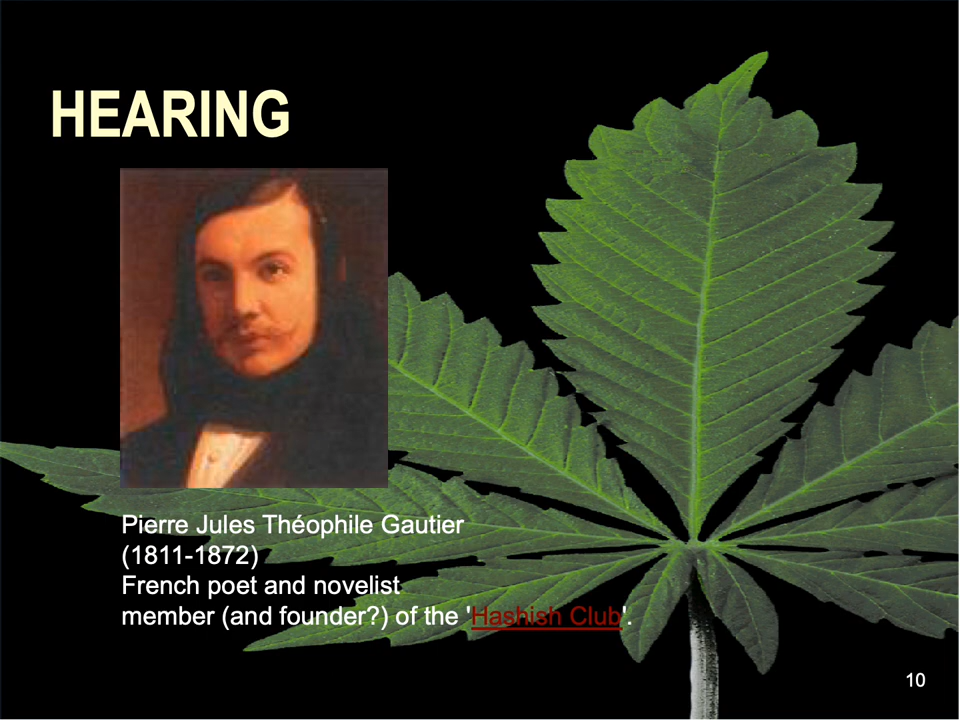 HEARING
Pierre Jules Théophile Gautier
(1811-1872)
French poet and novelist
member (and founder?) of the 'Hashish Club'.
10